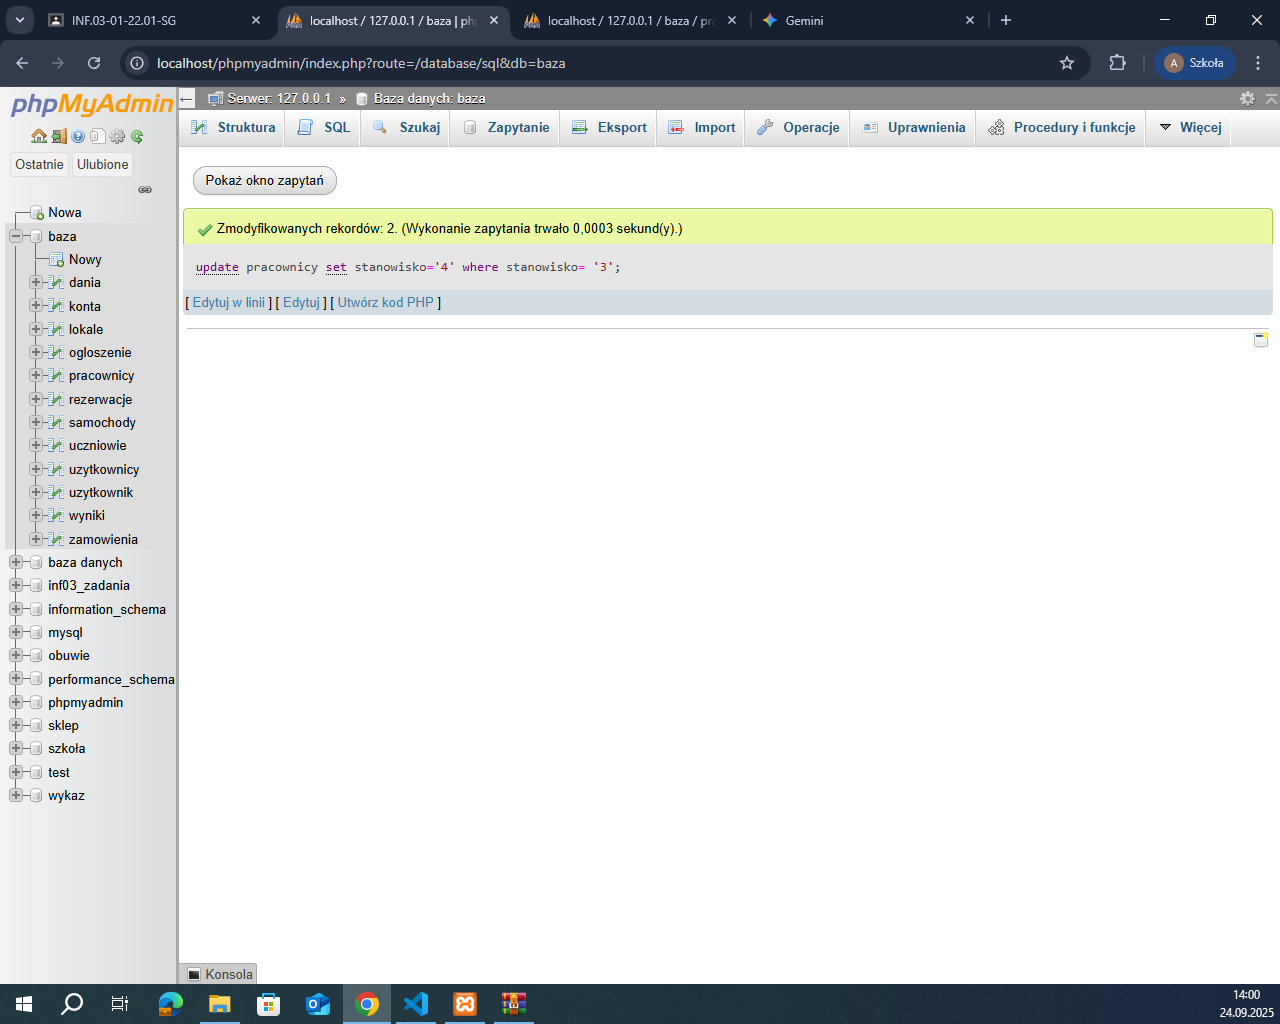 INF.03-01-22.01-SG
localhost / 127.0.0.1 / baza | php
localhost / 127.0.0.1 / baza / pra
Gemini
localhost/phpmyadmin/index.php?route=/database/sql&db=baza
A Szkoła
phpMyAdmin
Ostatnie Ulubione
Nowa
baza
Nowy
dania
konta
lokale
ogloszenie
pracownicy
rezerwacje
samochody
uczniowie
uzytkownicy
uzytkownik
wyniki
zamowienia
baza danych
inf03_zadania
information_schema
mysql
obuwie
performance_schema
phpmyadmin
sklep
szkoła
test
wykaz
Serwer: 127.0.0.1 » Baza danych: baza
Struktura SQL Szukaj Zapytanie Eksport Import Operacje Uprawnienia Procedury i funkcje Więcej
Pokaż okno zapytań
Zmodyfikowanych rekordów: 2. (Wykonanie zapytania trwało 0,0003 sekund(y).)
update pracownicy set stanowisko='4' where stanowisko= '3';
[ Edytuj w linii ] [ Edytuj ] [ Utwórz kod PHP ]
Konsola
14:00
24.09.2025